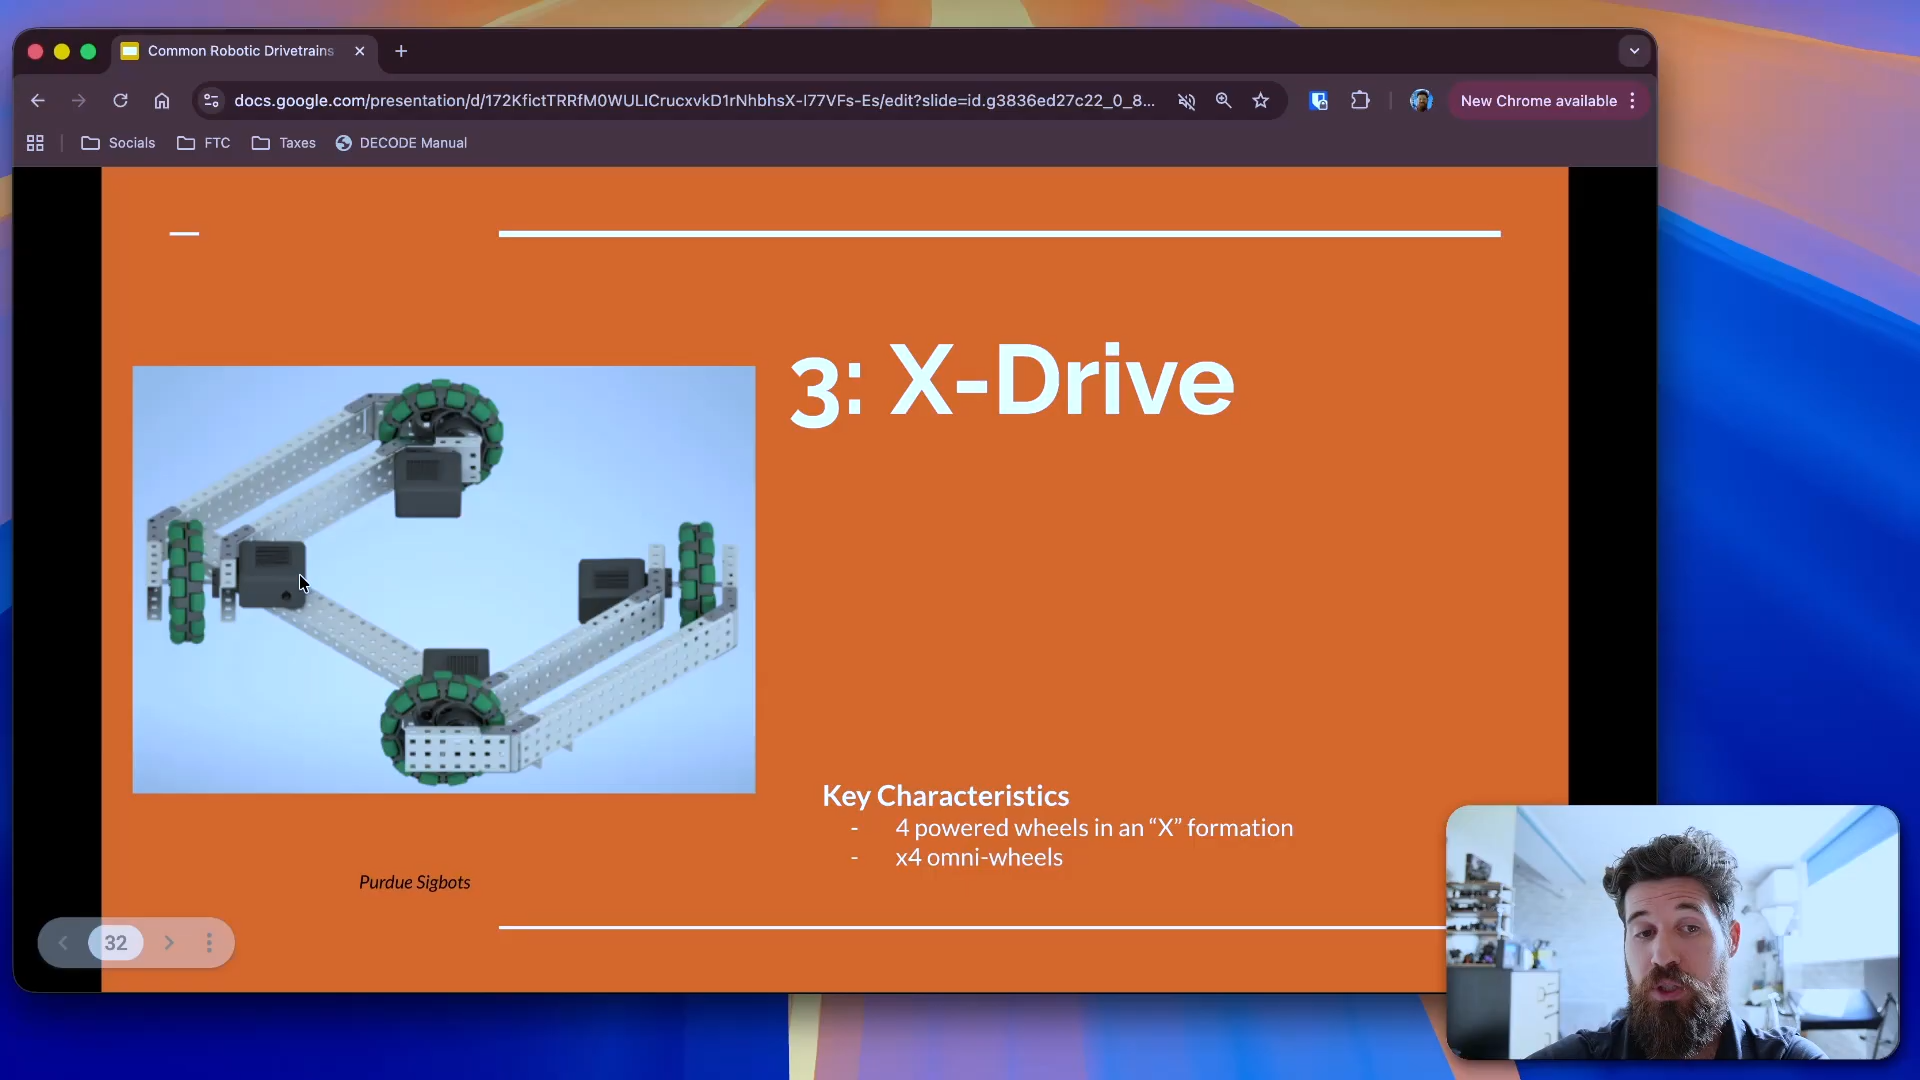 Common Robotic Drivetrains
docs.google.com/presentation/d/172KfictTRRfM0WULICrucxvkD1rNhbhsX-I77VFs-Es/edit?slide=id.g3836ed27c22_0_8...
New Chrome available
Socials
FTC
Taxes
DECODE Manual
3: X-Drive
Key Characteristics
- 4 powered wheels in an “X” formation
- x4 omni-wheels
Purdue Sigbots
32